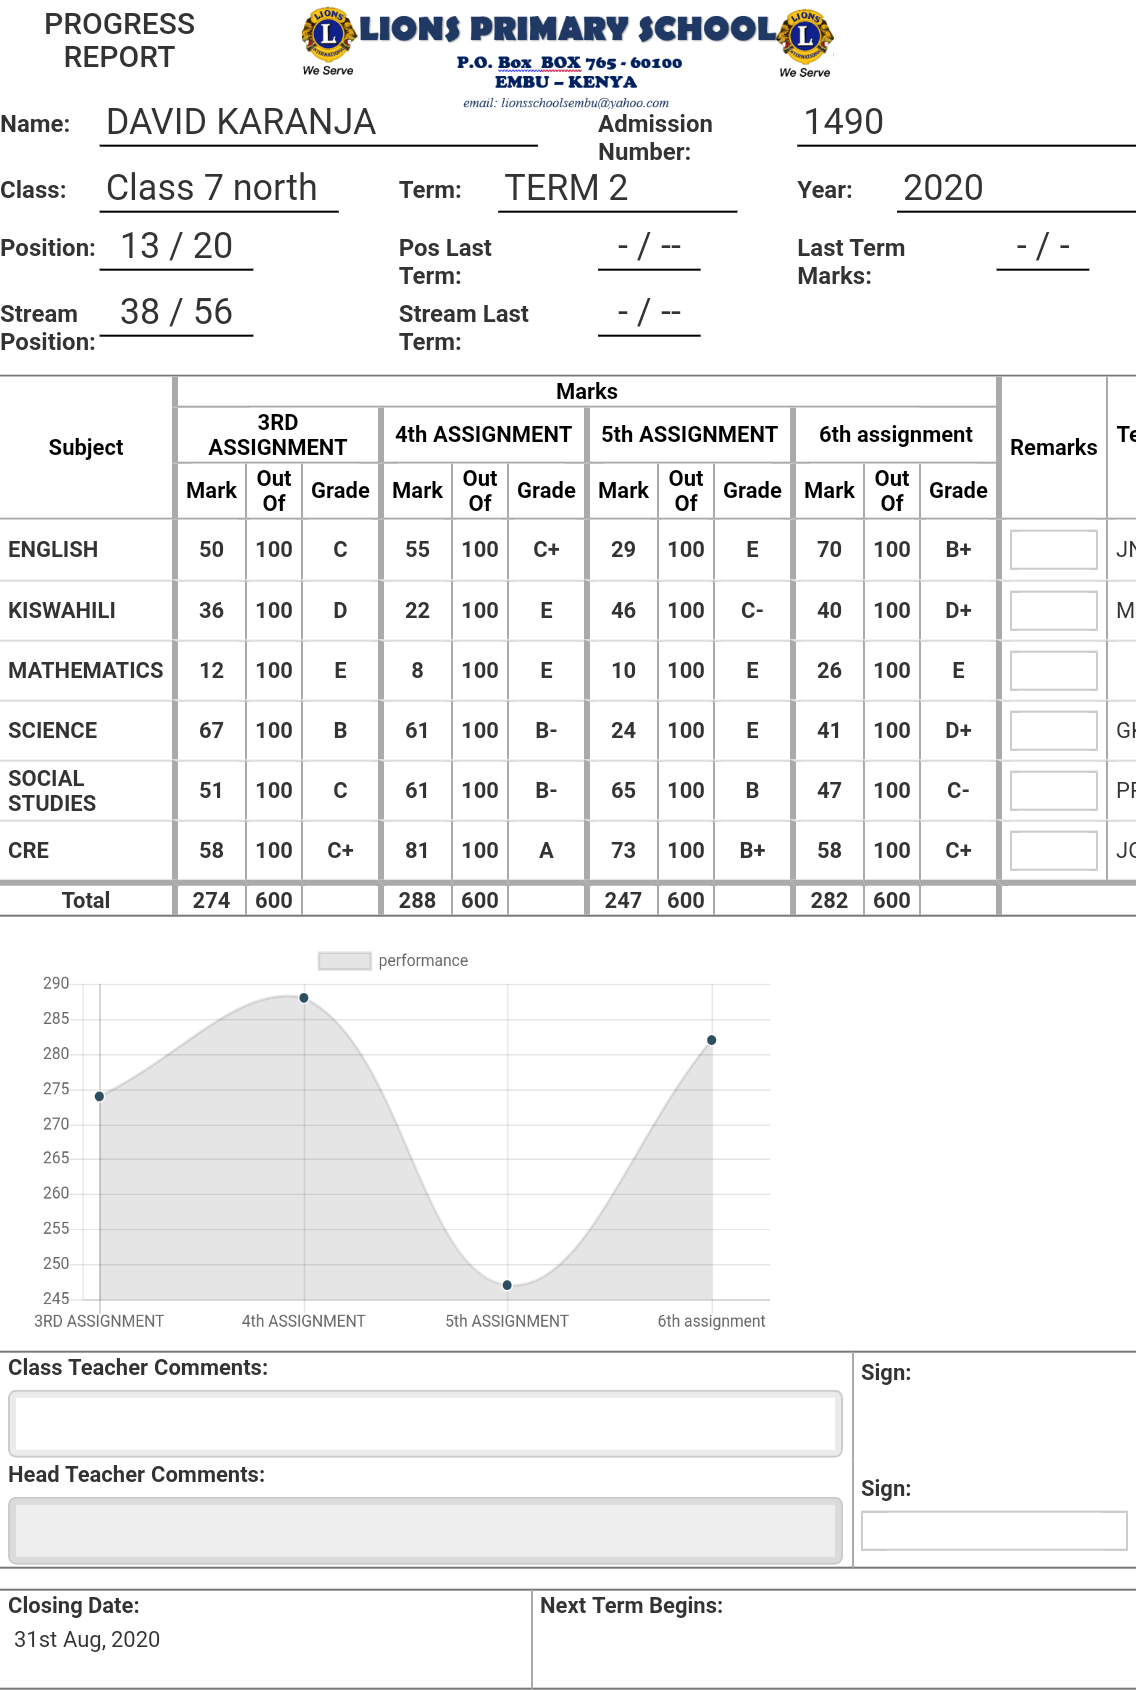 PROGRESS
REPORT
LIONS PRIMARY SCHOOL
LIONS L INTERNATIONAL
We Serve
LIONS L INTERNATIONAL
We Serve
P.O. Box BOX 765 - 60100
EMBU – KENYA
email: lionsschoolsembu@yahoo.com
Name: DAVID KARANJA Admission Number: 1490
Class: Class 7 north Term: TERM 2 Year: 2020
Position: 13 / 20 Pos Last Term: - / -- Last Term Marks: - / -
Stream Position: 38 / 56 Stream Last Term: - / --
Marks
Subject 3RD ASSIGNMENT 4th ASSIGNMENT 5th ASSIGNMENT 6th assignment Remarks
Mark Out Of Grade Mark Out Of Grade Mark Out Of Grade Mark Out Of Grade
ENGLISH 50 100 C 55 100 C+ 29 100 E 70 100 B+
KISWAHILI 36 100 D 22 100 E 46 100 C- 40 100 D+
MATHEMATICS 12 100 E 8 100 E 10 100 E 26 100 E
SCIENCE 67 100 B 61 100 B- 24 100 E 41 100 D+
SOCIAL STUDIES 51 100 C 61 100 B- 65 100 B 47 100 C-
CRE 58 100 C+ 81 100 A 73 100 B+ 58 100 C+
Total 274 600 288 600 247 600 282 600
performance
290
285
280
275
270
265
260
255
250
245
3RD ASSIGNMENT 4th ASSIGNMENT 5th ASSIGNMENT 6th assignment
Class Teacher Comments: Sign:
Head Teacher Comments: Sign:
Closing Date: Next Term Begins:
31st Aug, 2020